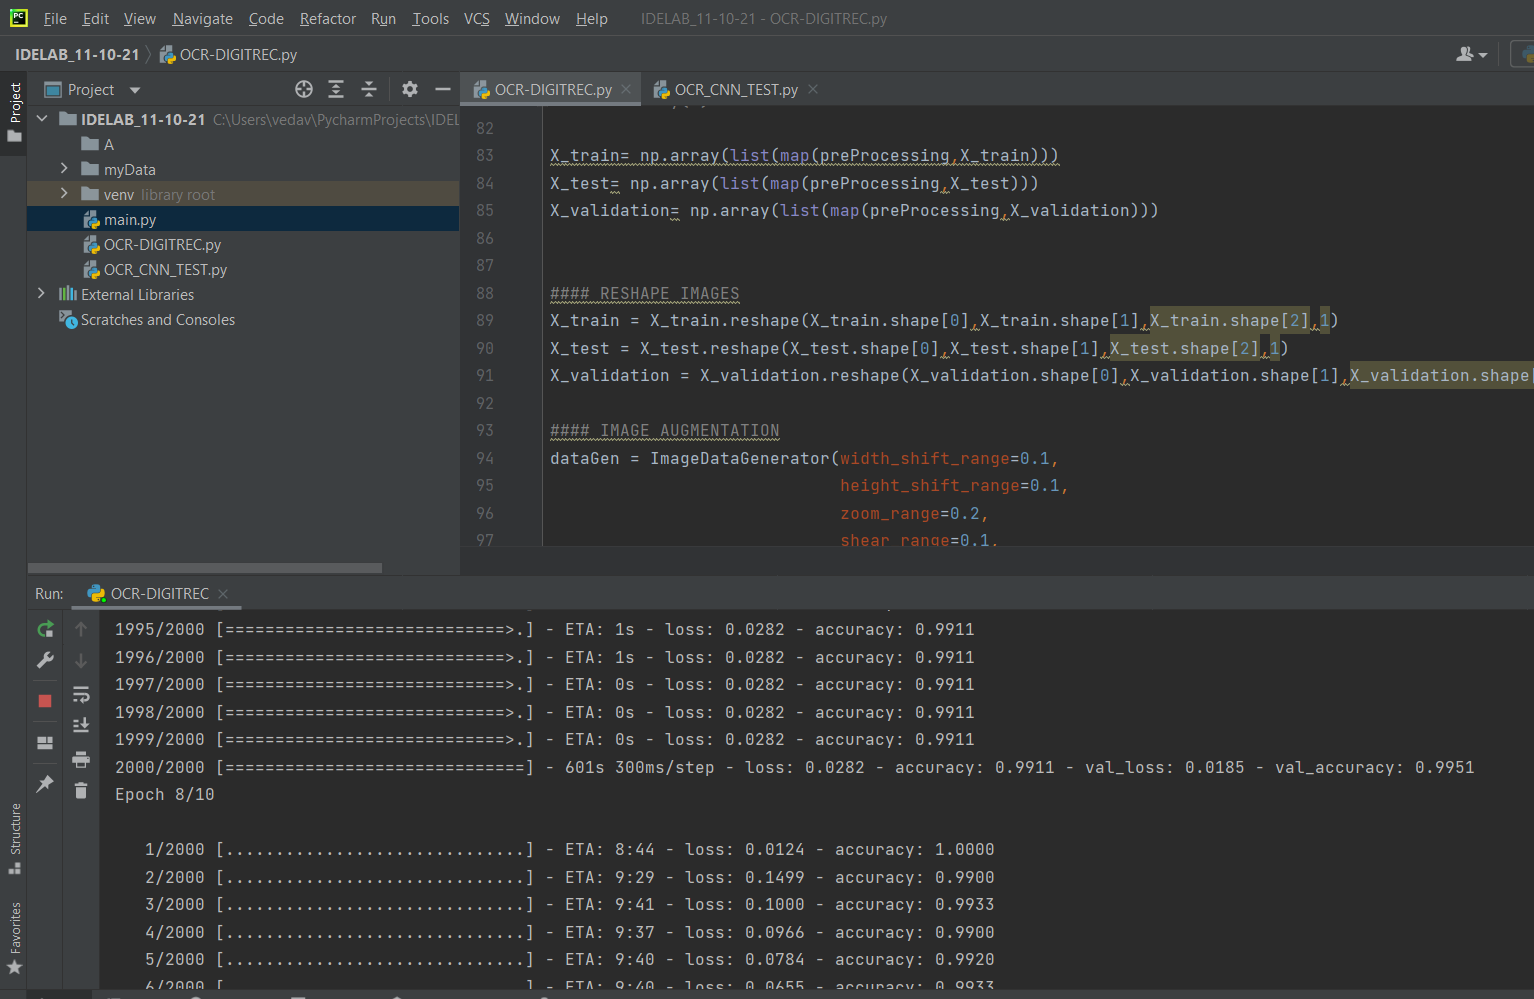 PC File Edit View Navigate Code Refactor Run Tools VCS Window Help IDELAB_11-10-21 - OCR-DIGITREC.py
IDELAB_11-10-21 OCR-DIGITREC.py
Project
Project
OCR-DIGITREC.py
OCR_CNN_TEST.py
IDELAB_11-10-21 C:\Users\vedav\PycharmProjects\IDEL
A
myData
venv library root
main.py
OCR-DIGITREC.py
OCR_CNN_TEST.py
External Libraries
Scratches and Consoles
82
83 X_train= np.array(list(map(preProcessing,X_train)))
84 X_test= np.array(list(map(preProcessing,X_test)))
85 X_validation= np.array(list(map(preProcessing,X_validation)))
86
87
88 #### RESHAPE IMAGES
89 X_train = X_train.reshape(X_train.shape[0],X_train.shape[1],X_train.shape[2],1)
90 X_test = X_test.reshape(X_test.shape[0],X_test.shape[1],X_test.shape[2],1)
91 X_validation = X_validation.reshape(X_validation.shape[0],X_validation.shape[1],X_validation.shape[
92
93 #### IMAGE AUGMENTATION
94 dataGen = ImageDataGenerator(width_shift_range=0.1,
95 height_shift_range=0.1,
96 zoom_range=0.2,
97 shear_range=0.1,
Run: OCR-DIGITREC
1995/2000 [============================>.] - ETA: 1s - loss: 0.0282 - accuracy: 0.9911
1996/2000 [============================>.] - ETA: 1s - loss: 0.0282 - accuracy: 0.9911
1997/2000 [============================>.] - ETA: 0s - loss: 0.0282 - accuracy: 0.9911
1998/2000 [============================>.] - ETA: 0s - loss: 0.0282 - accuracy: 0.9911
1999/2000 [============================>.] - ETA: 0s - loss: 0.0282 - accuracy: 0.9911
2000/2000 [==============================] - 601s 300ms/step - loss: 0.0282 - accuracy: 0.9911 - val_loss: 0.0185 - val_accuracy: 0.9951
Epoch 8/10
1/2000 [..............................] - ETA: 8:44 - loss: 0.0124 - accuracy: 1.0000
2/2000 [..............................] - ETA: 9:29 - loss: 0.1499 - accuracy: 0.9900
3/2000 [..............................] - ETA: 9:41 - loss: 0.1000 - accuracy: 0.9933
4/2000 [..............................] - ETA: 9:37 - loss: 0.0966 - accuracy: 0.9900
5/2000 [..............................] - ETA: 9:40 - loss: 0.0784 - accuracy: 0.9920
6/2000 [..............................] - ETA: 9:40 - loss: 0.0655 - accuracy: 0.9933
Structure
Favorites